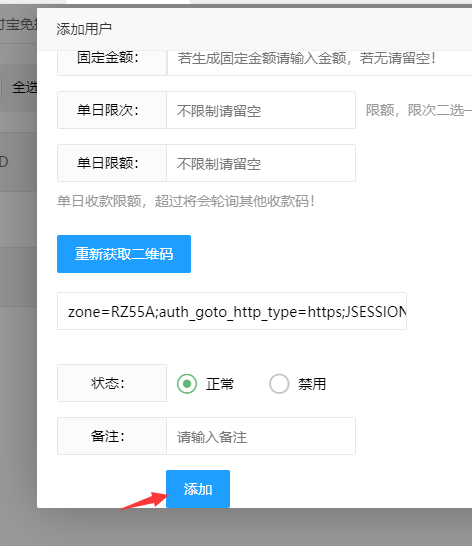 添加用户
付宝免
固定金额： 若生成固定金额请输入金额，若无请留空！
全选
单日限次： 不限制请留空 限额，限次二选一
D
单日限额： 不限制请留空
单日收款限额，超过将会轮询其他收款码！
重新获取二维码
zone=RZ55A;auth_goto_http_type=https;JSESSION
状态： 正常 禁用
备注： 请输入备注
添加